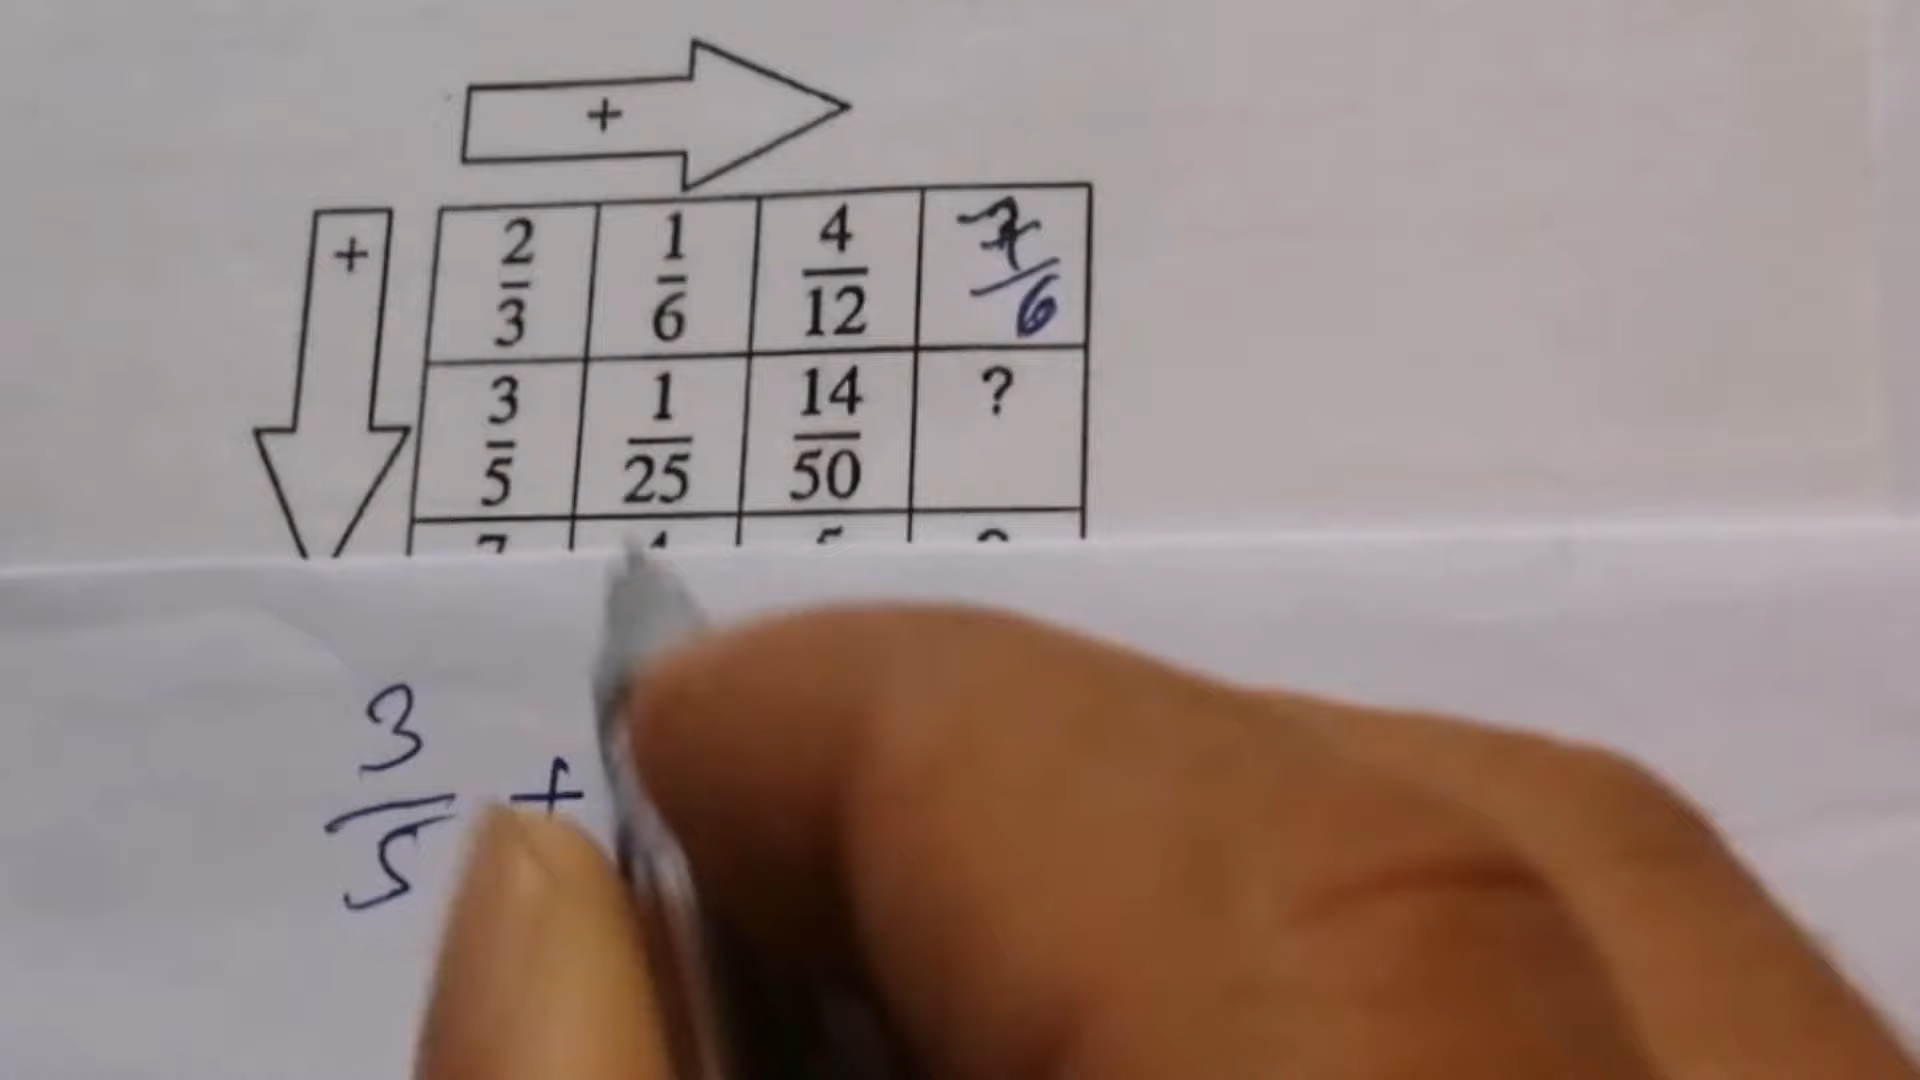 +
+
2/3 1/6 4/12 7/6
3/5 1/25 14/50 ?
3/5 +